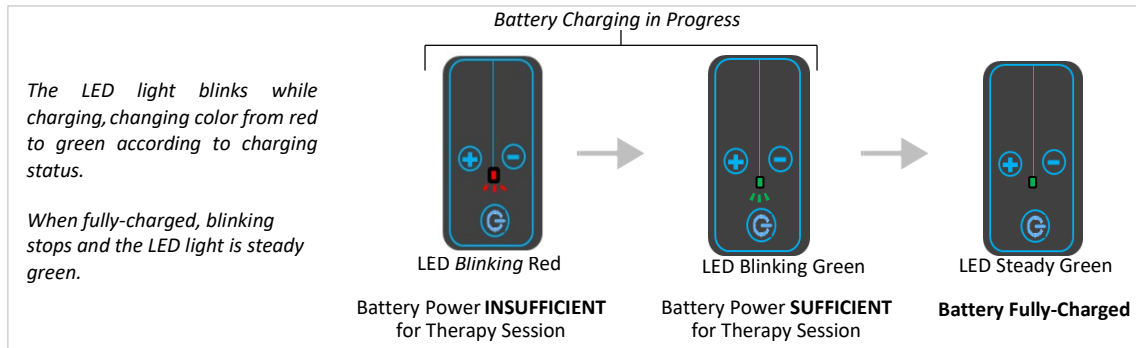 Battery Charging in Progress
The LED light blinks while
charging, changing color from red
to green according to charging
status.
When fully-charged, blinking
stops and the LED light is steady
green.
LED Blinking Red
LED Blinking Green
LED Steady Green
Battery Power INSUFFICIENT
for Therapy Session
Battery Power SUFFICIENT
for Therapy Session
Battery Fully-Charged